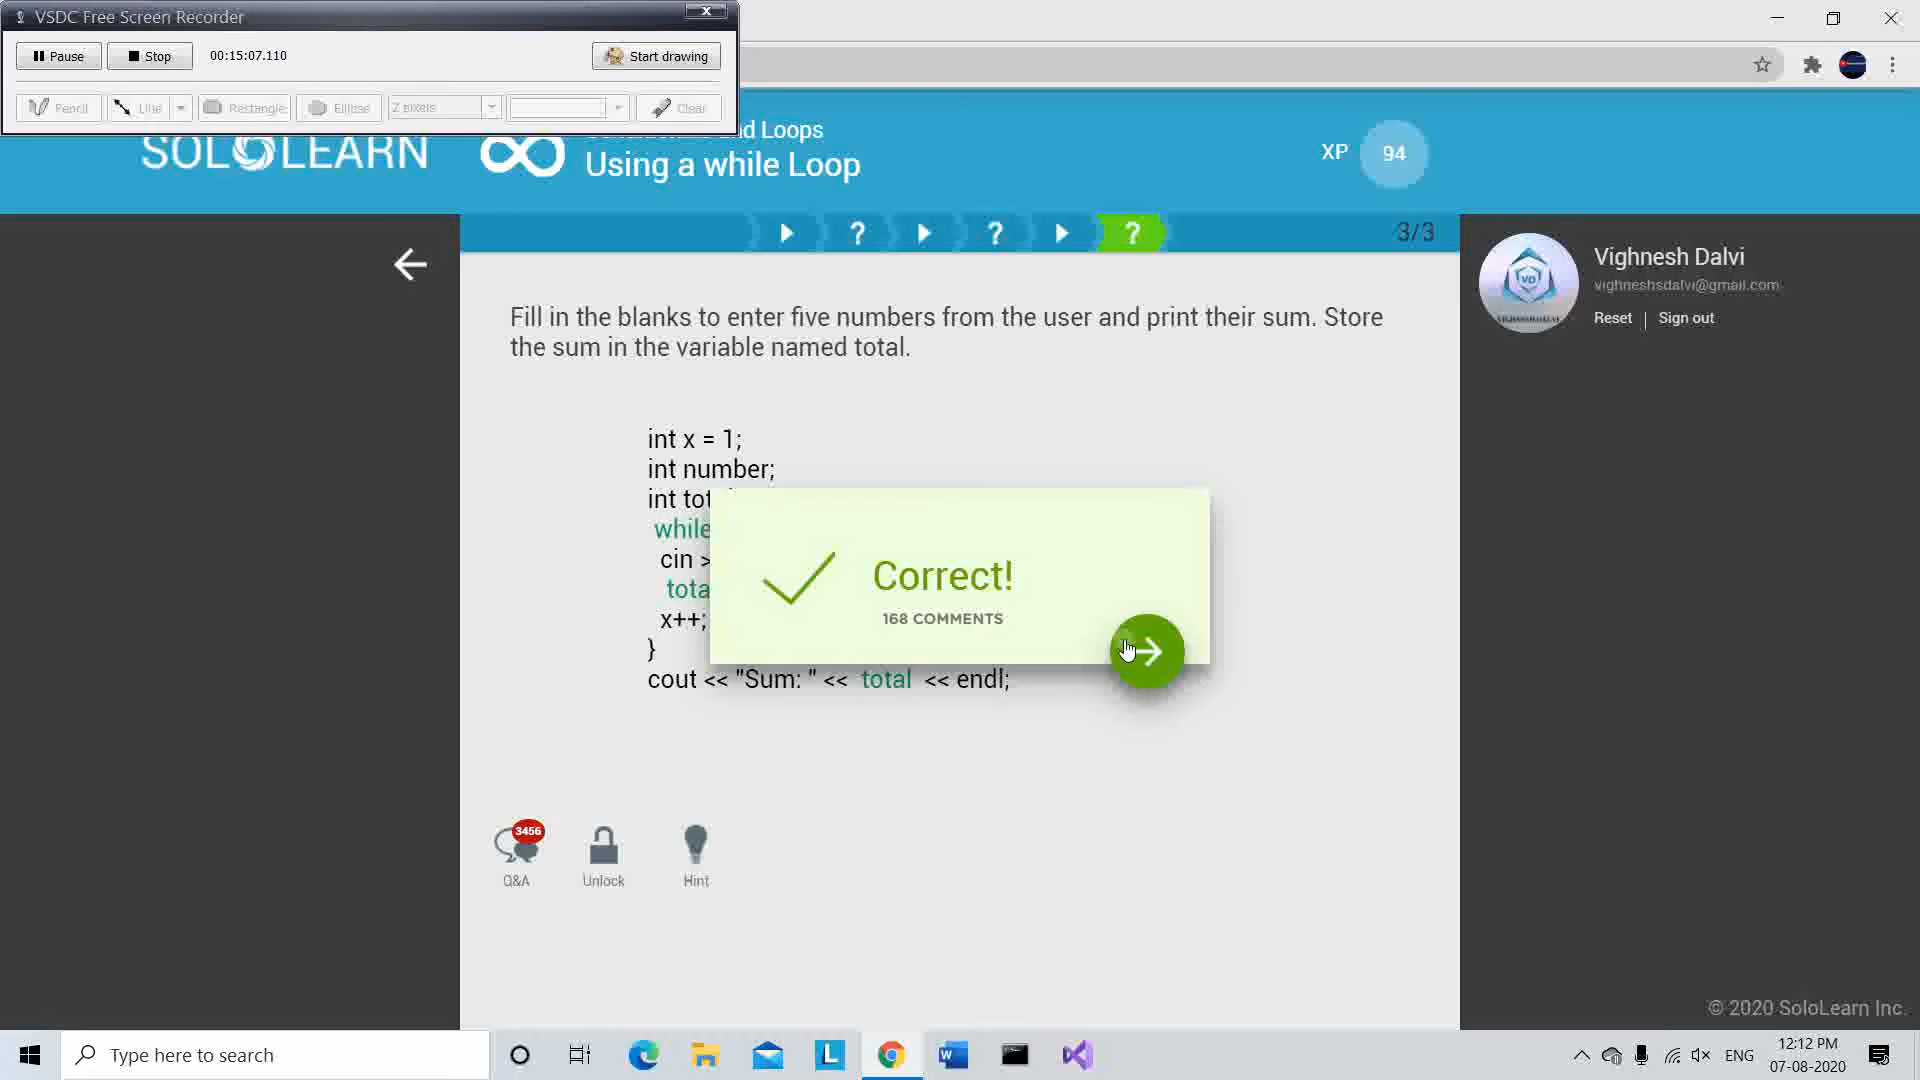 VSDC Free Screen Recorder
Pause
Stop
00:15:07.110
Start drawing
Pencil
Line
Rectangle
Ellipse
2 pixels
Clear
SOLOLEARN
nd Loops
Using a while Loop
XP
94
3/3
Vighnesh Dalvi
vighneshsdalvi@gmail.com
Reset
Sign out
Fill in the blanks to enter five numbers from the user and print their sum. Store
the sum in the variable named total.
int x = 1;
int number;
int tot
while
cin >
tota
x++;
}
cout << "Sum: " << total << endl;
Correct!
168 COMMENTS
3456
Q&A
Unlock
Hint
© 2020 SoloLearn Inc.
Type here to search
ENG
12:12 PM
07-08-2020